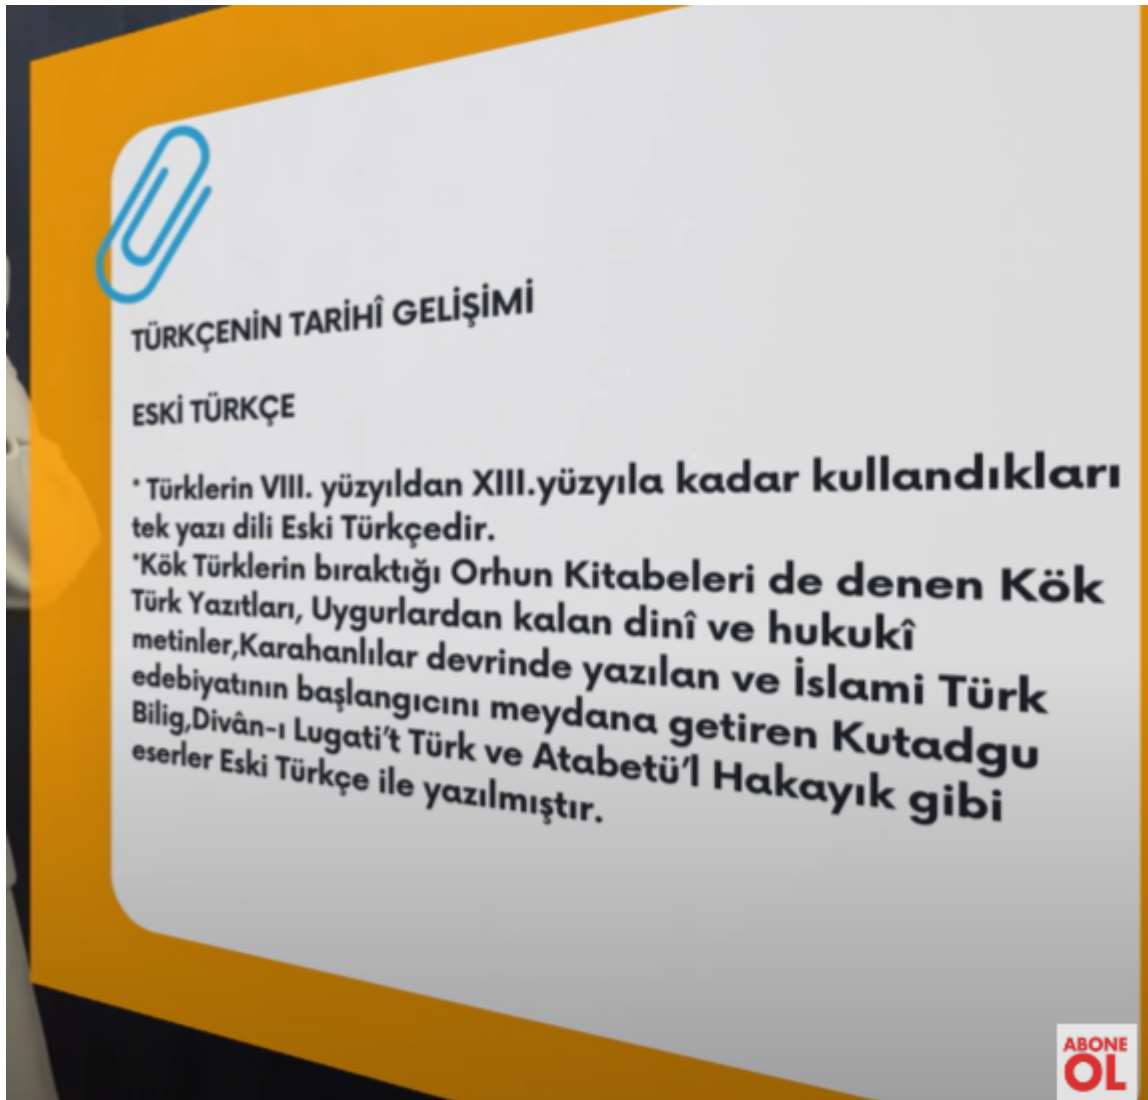 TÜRKÇENİN TARİHÎ GELİŞİMİ
ESKİ TÜRKÇE
* Türklerin VIII. yüzyıldan XIII.yüzyıla kadar kullandıkları
tek yazı dili Eski Türkçedir.
*Kök Türklerin bıraktığı Orhun Kitabeleri de denen Kök
Türk Yazıtları, Uygurlardan kalan dinî ve hukukî
metinler,Karahanlılar devrinde yazılan ve İslami Türk
edebiyatının başlangıcını meydana getiren Kutadgu
Bilig,Divân-ı Lugati't Türk ve Atabetü'l Hakayık gibi
eserler Eski Türkçe ile yazılmıştır.
ABONE
OL